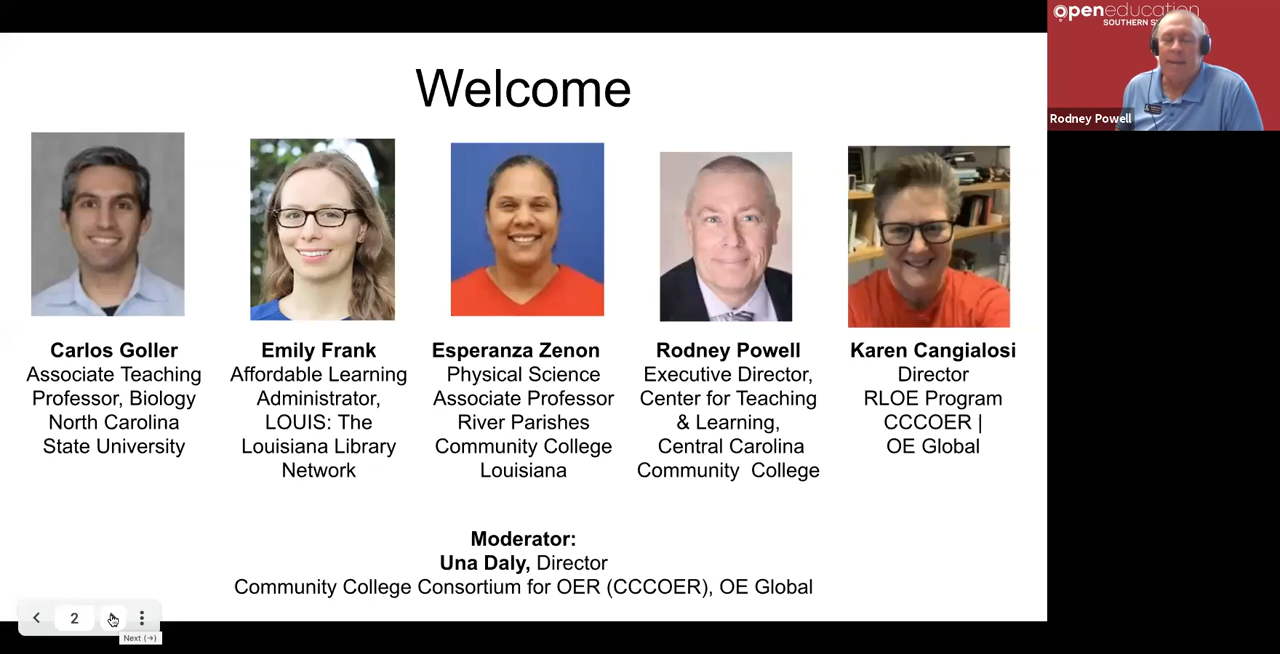 Welcome
Carlos Goller
Associate Teaching
Professor, Biology
North Carolina
State University
Emily Frank
Affordable Learning
Administrator,
LOUIS: The
Louisiana Library
Network
Esperanza Zenon
Physical Science
Associate Professor
River Parishes
Community College
Louisiana
Rodney Powell
Executive Director,
Center for Teaching
& Learning,
Central Carolina
Community College
Karen Cangialosi
Director
RLOE Program
CCCOER |
OE Global
Moderator:
Una Daly, Director
Community College Consortium for OER (CCCOER), OE Global
2
Next (→)
openeducation
SOUTHERN
Rodney Powell